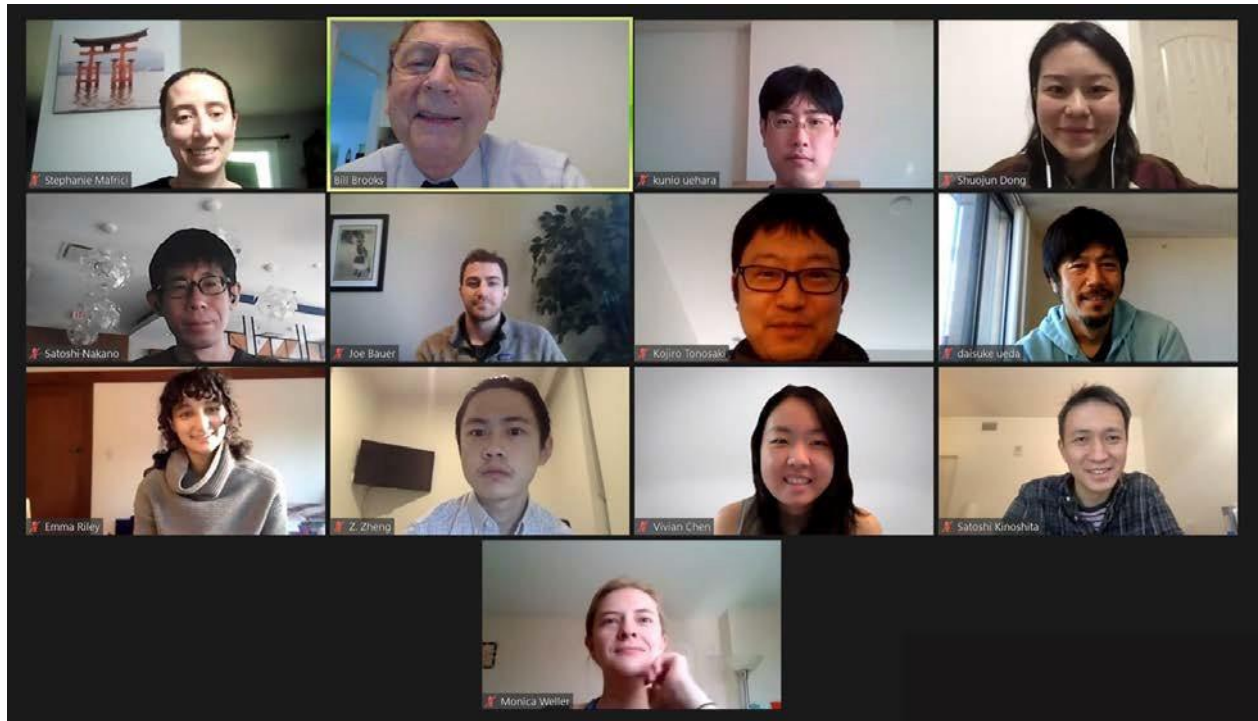 Stephanie Mafrici
Bill Brooks
kunio uehara
Shuojun Dong
Satoshi Nakano
Joe Bauer
Kojiro Tonosaki
daisuke ueda
Emma Riley
Z. Zheng
Vivian Chen
Satoshi Kinoshita
Monica Weller